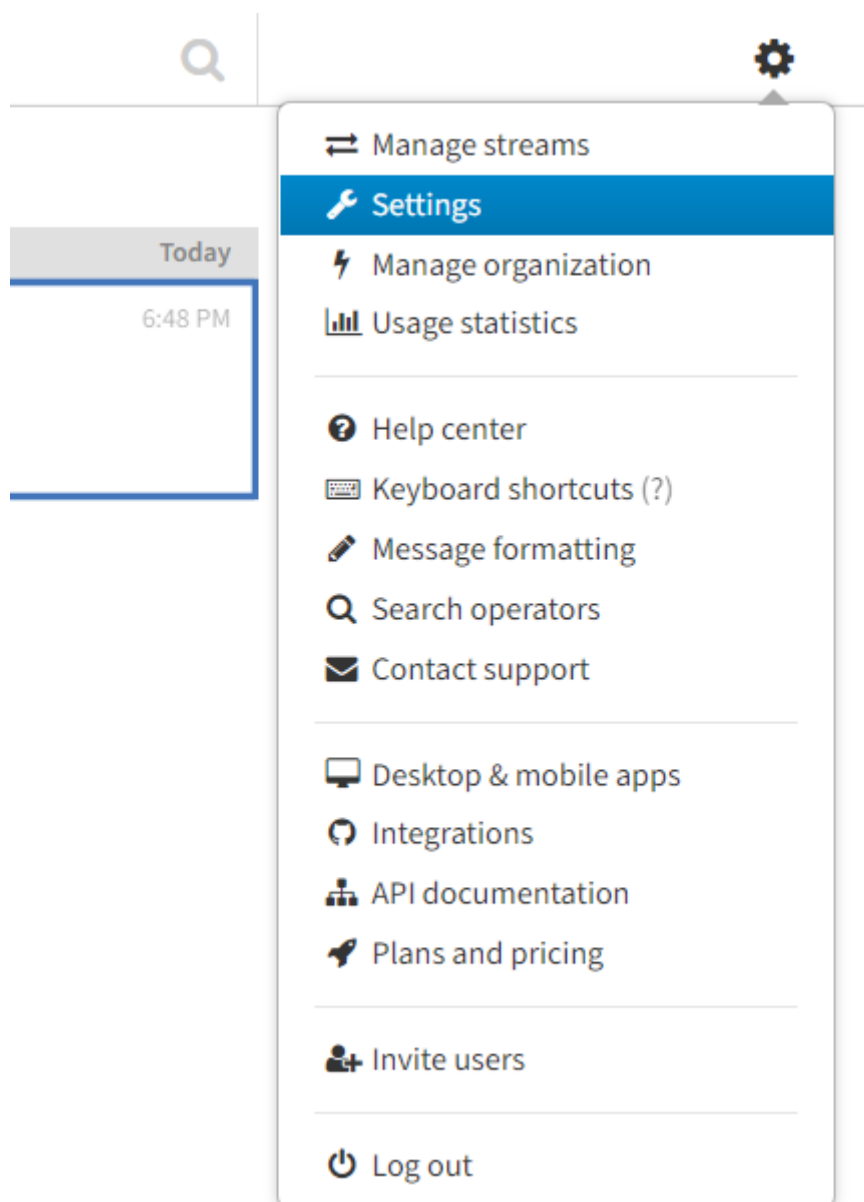 Manage streams
Settings
Today
Manage organization
6:48 PM
Usage statistics
Help center
Keyboard shortcuts (?)
Message formatting
Search operators
Contact support
Desktop & mobile apps
Integrations
API documentation
Plans and pricing
Invite users
Log out